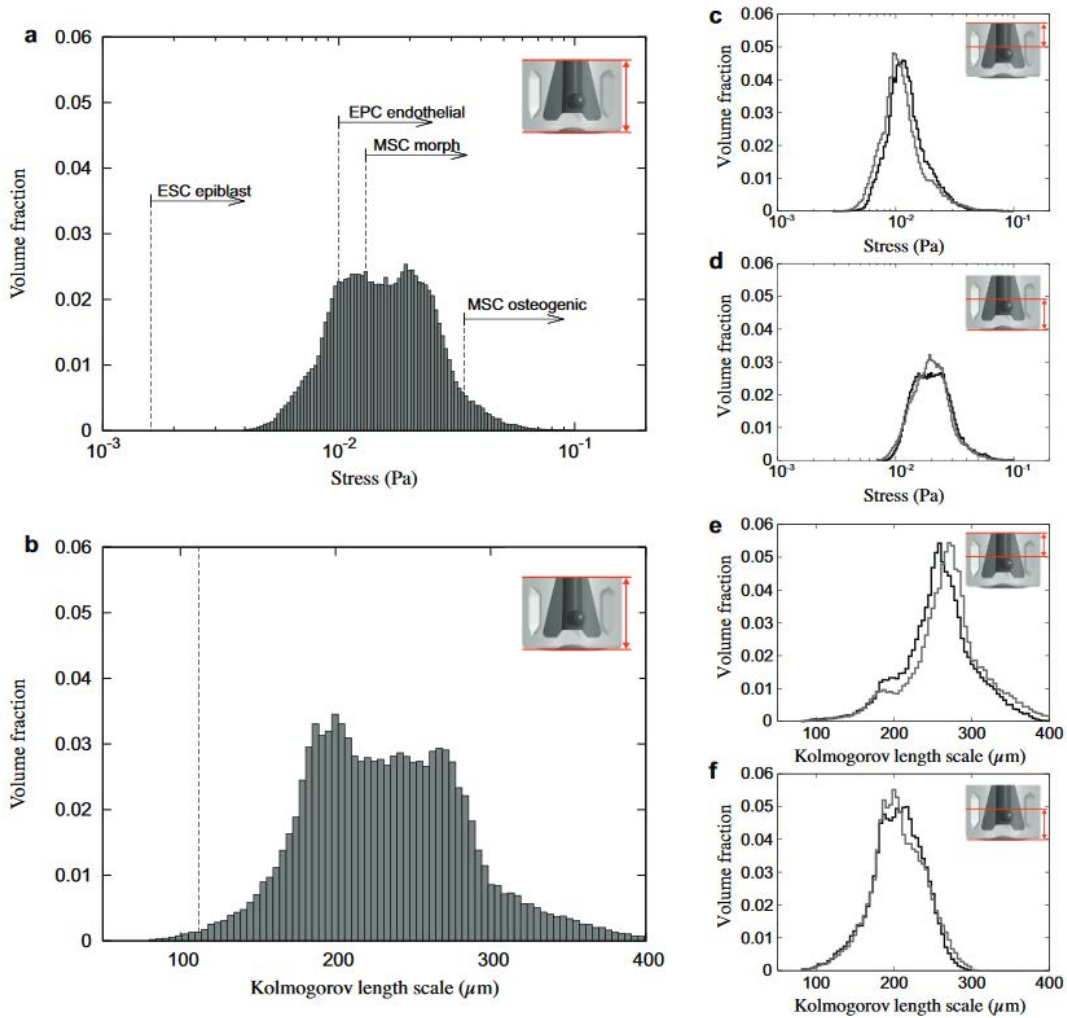 a
0.06
0.05
0.04
0.03
0.02
0.01
0
Volume fraction
EPC endothelial
MSC morph
ESC epiblast
MSC osteogenic
10-3
10-2
10-1
Stress (Pa)
b
0.06
0.05
0.04
0.03
0.02
0.01
0
Volume fraction
100
200
300
400
Kolmogorov length scale (μm)
c
0.06
0.05
0.04
0.03
0.02
0.01
0
Volume fraction
10-3
10-2
10-1
Stress (Pa)
d
0.06
0.05
0.04
0.03
0.02
0.01
0
Volume fraction
10-3
10-2
10-1
Stress (Pa)
e
0.06
0.05
0.04
0.03
0.02
0.01
0
Volume fraction
100
200
300
400
Kolmogorov length scale (μm)
f
0.06
0.05
0.04
0.03
0.02
0.01
0
Volume fraction
100
200
300
400
Kolmogorov length scale (μm)